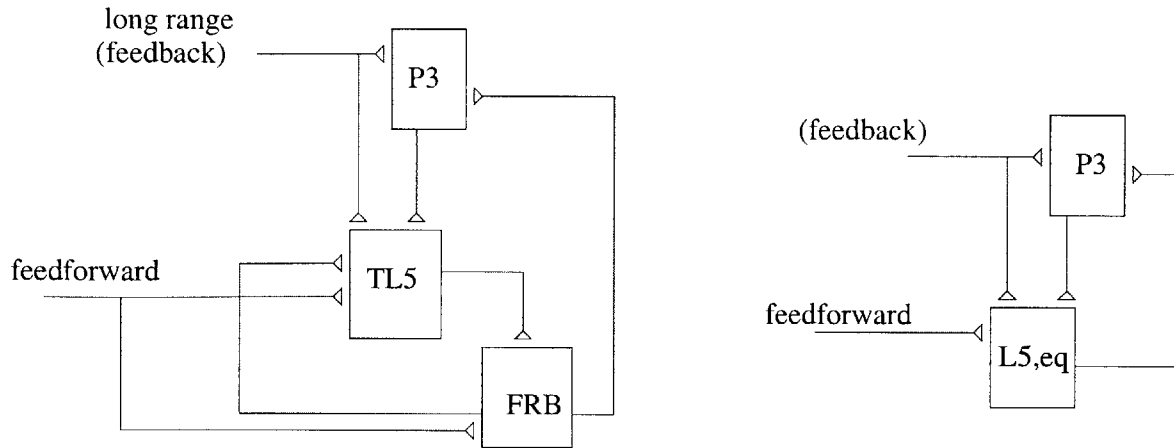 long range
(feedback)
P3
feedforward
TL5
FRB
(feedback)
P3
feedforward
L5,eq